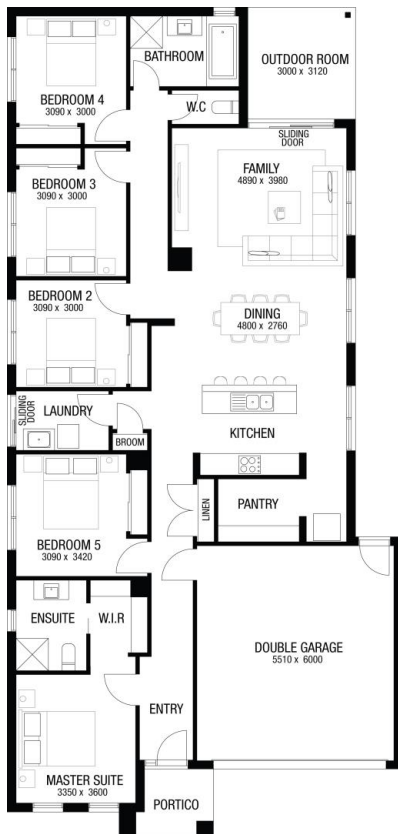 BATHROOM
OUTDOOR ROOM
3000 x 3120
BEDROOM 4
3090 x 3000
W.C
SLIDING
DOOR
BEDROOM 3
3090 x 3000
FAMILY
4890 x 3980
BEDROOM 2
3090 x 3000
DINING
4800 x 2760
SLIDING
DOOR
LAUNDRY
BROOM
KITCHEN
LINEN
PANTRY
BEDROOM 5
3090 x 3420
ENSUITE
W.I.R
DOUBLE GARAGE
5510 x 6000
ENTRY
MASTER SUITE
3350 x 3600
PORTICO